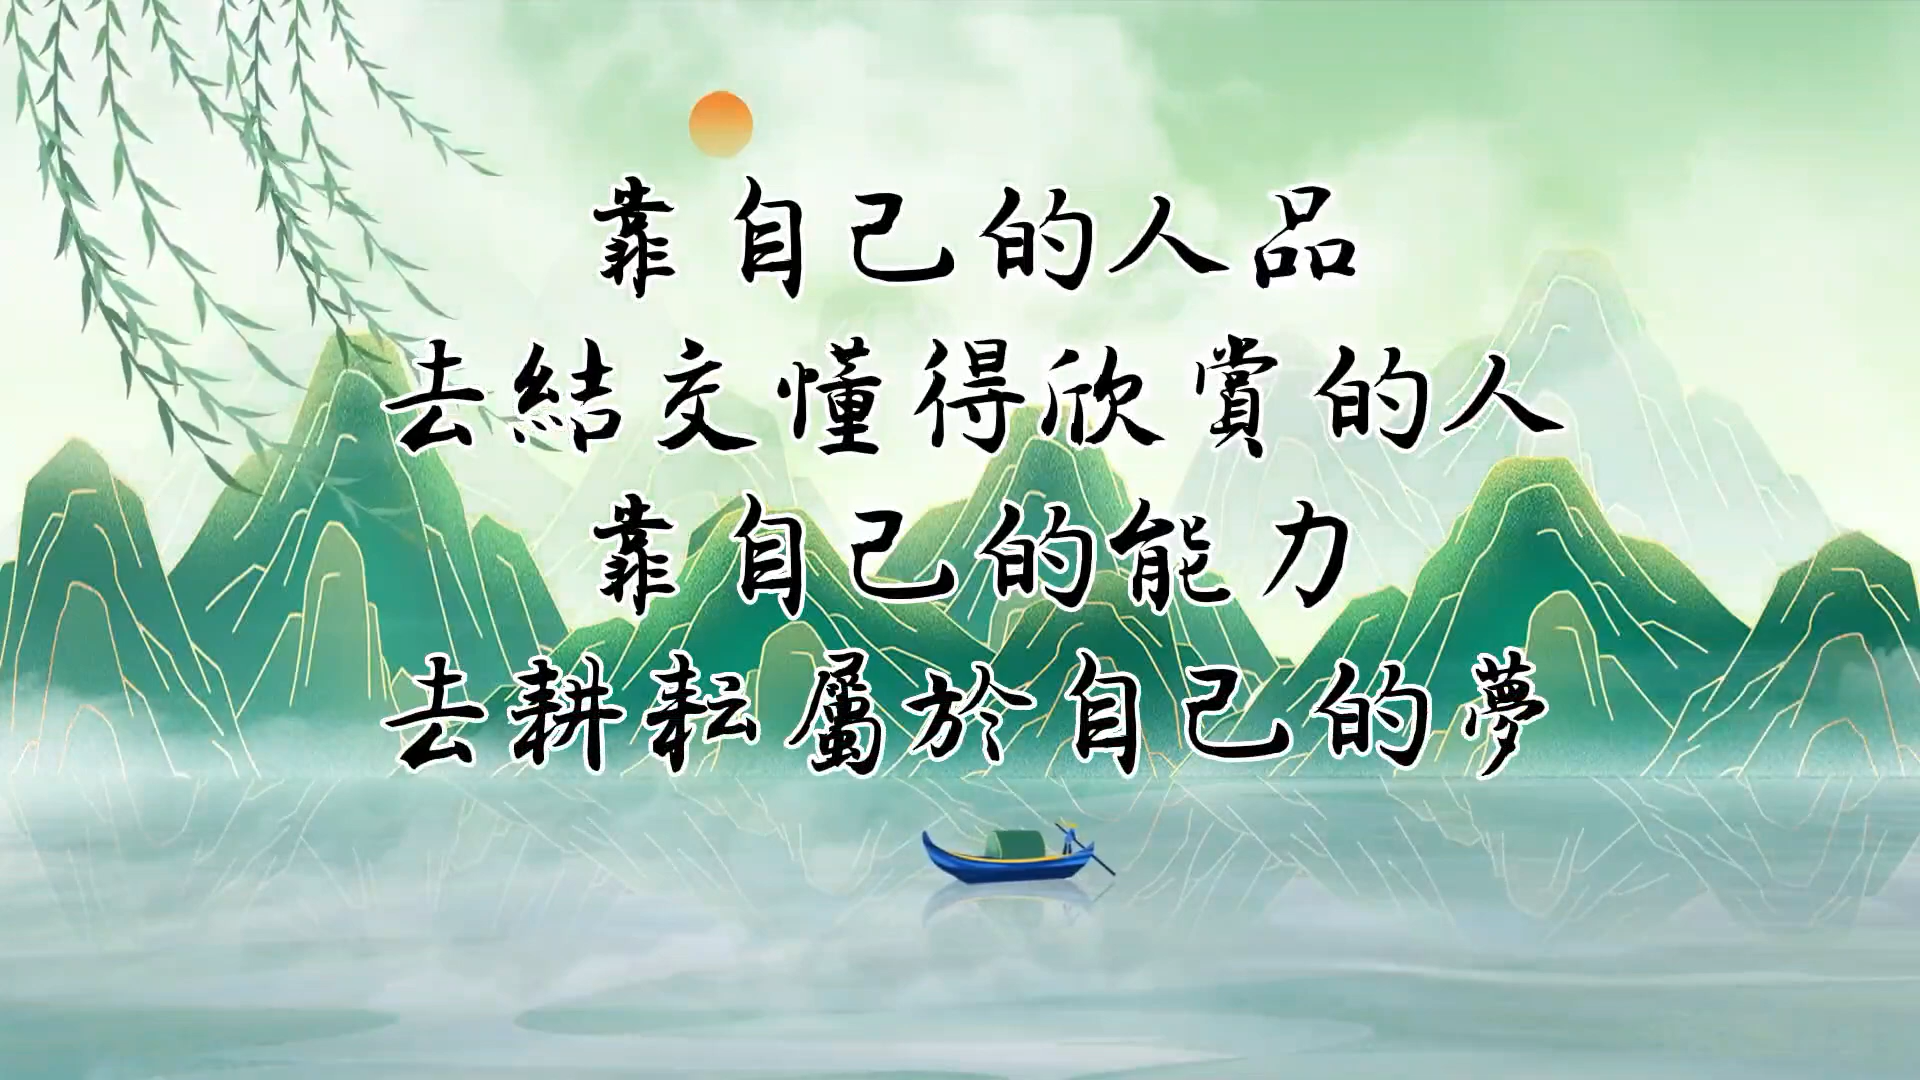 靠自己的人品
去結交懂得欣賞的人
靠自己的能力
去耕耘屬於自己的夢